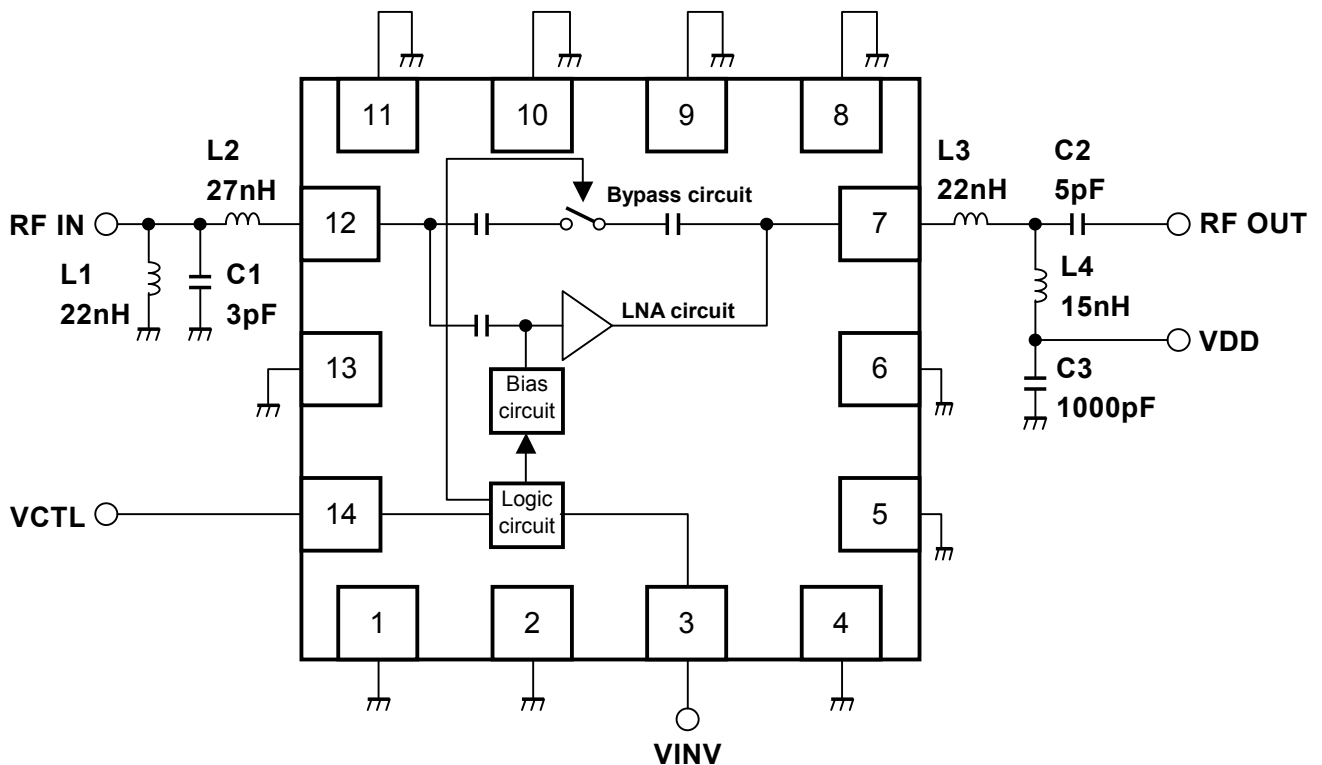 11
10
9
8
L2
27nH
L3
22nH
C2
5pF
RF IN
12
Bypass circuit
7
RF OUT
L1
22nH
C1
3pF
LNA circuit
L4
15nH
13
6
VDD
Bias
circuit
C3
1000pF
VCTL
14
Logic
circuit
5
1
2
3
4
VINV